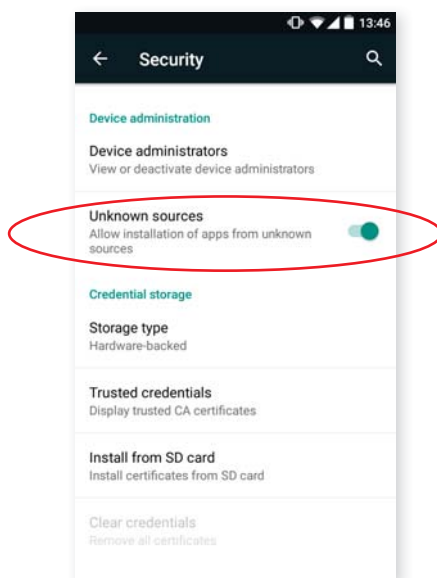 13:46
Security
Device administration
Device administrators
View or deactivate device administrators
Unknown sources
Allow installation of apps from unknown
sources
Credential storage
Storage type
Hardware-backed
Trusted credentials
Display trusted CA certificates
Install from SD card
Install certificates from SD card
Clear credentials
Remove all certificates